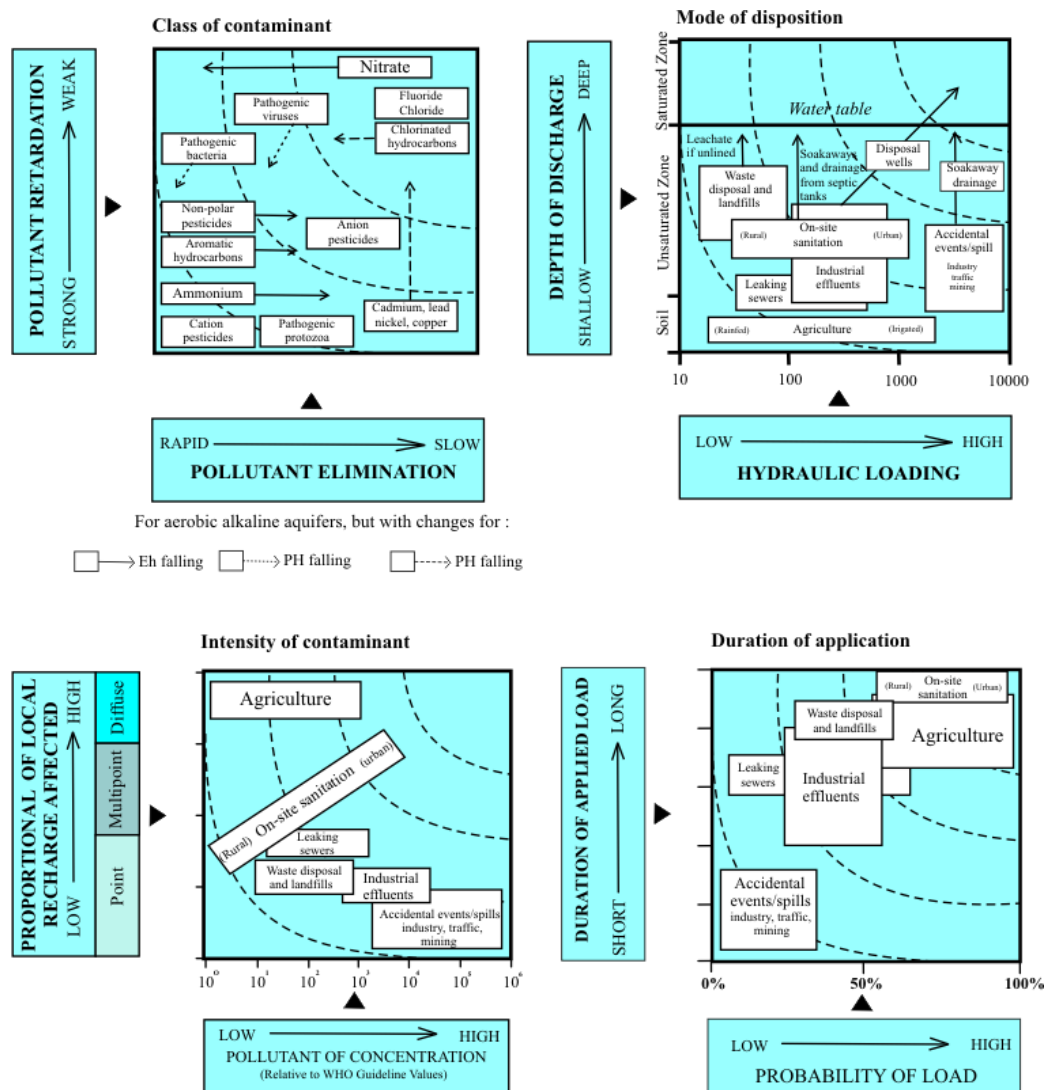 Class of contaminant
POLLUTANT RETARDATION
STRONG
WEAK
Nitrate
Fluoride
Chloride
Pathogenic
viruses
Chlorinated
hydrocarbons
Pathogenic
bacteria
Non-polar
pesticides
Anion
pesticides
Aromatic
hydrocarbons
Ammonium
Cadmium, lead
nickel, copper
Cation
pesticides
Pathogenic
protozoa
RAPID
SLOW
POLLUTANT ELIMINATION
For aerobic alkaline aquifers, but with changes for :
Eh falling
PH falling
PH falling
Mode of disposition
DEPTH OF DISCHARGE
SHALLOW
DEEP
Soil
Unsaturated Zone
Saturated Zone
Water table
Leachate
if unlined
Soakaways
and drainage
from septic
tanks
Disposal
wells
Soakaway
drainage
Waste
disposal and
landfills
(Rural)
On-site
sanitation
(Urban)
Accidental
events/spill
Industry
traffic
mining
Industrial
effluents
Leaking
sewers
(Rainfed)
Agriculture
(Irrigated)
10
100
1000
10000
LOW
HIGH
HYDRAULIC LOADING
Intensity of contaminant
PROPORTIONAL OF LOCAL
RECHARGE AFFECTED
LOW
HIGH
Point
Multipoint
Diffuse
Agriculture
(Rural) On-site sanitation (urban)
Leaking
sewers
Waste disposal
and landfills
Industrial
effluents
Accidental events/spills
industry, traffic,
mining
10⁰
10¹
10²
10³
10⁴
10⁵
10⁶
LOW
HIGH
POLLUTANT OF CONCENTRATION
(Relative to WHO Guideline Values)
Duration of application
DURATION OF APPLIED LOAD
SHORT
LONG
(Rural)
On-site
sanitation
(Urban)
Waste disposal
and landfills
Agriculture
Leaking
sewers
Industrial
effluents
Accidental
events/spills
industry, traffic,
mining
0%
50%
100%
LOW
HIGH
PROBABILITY OF LOAD